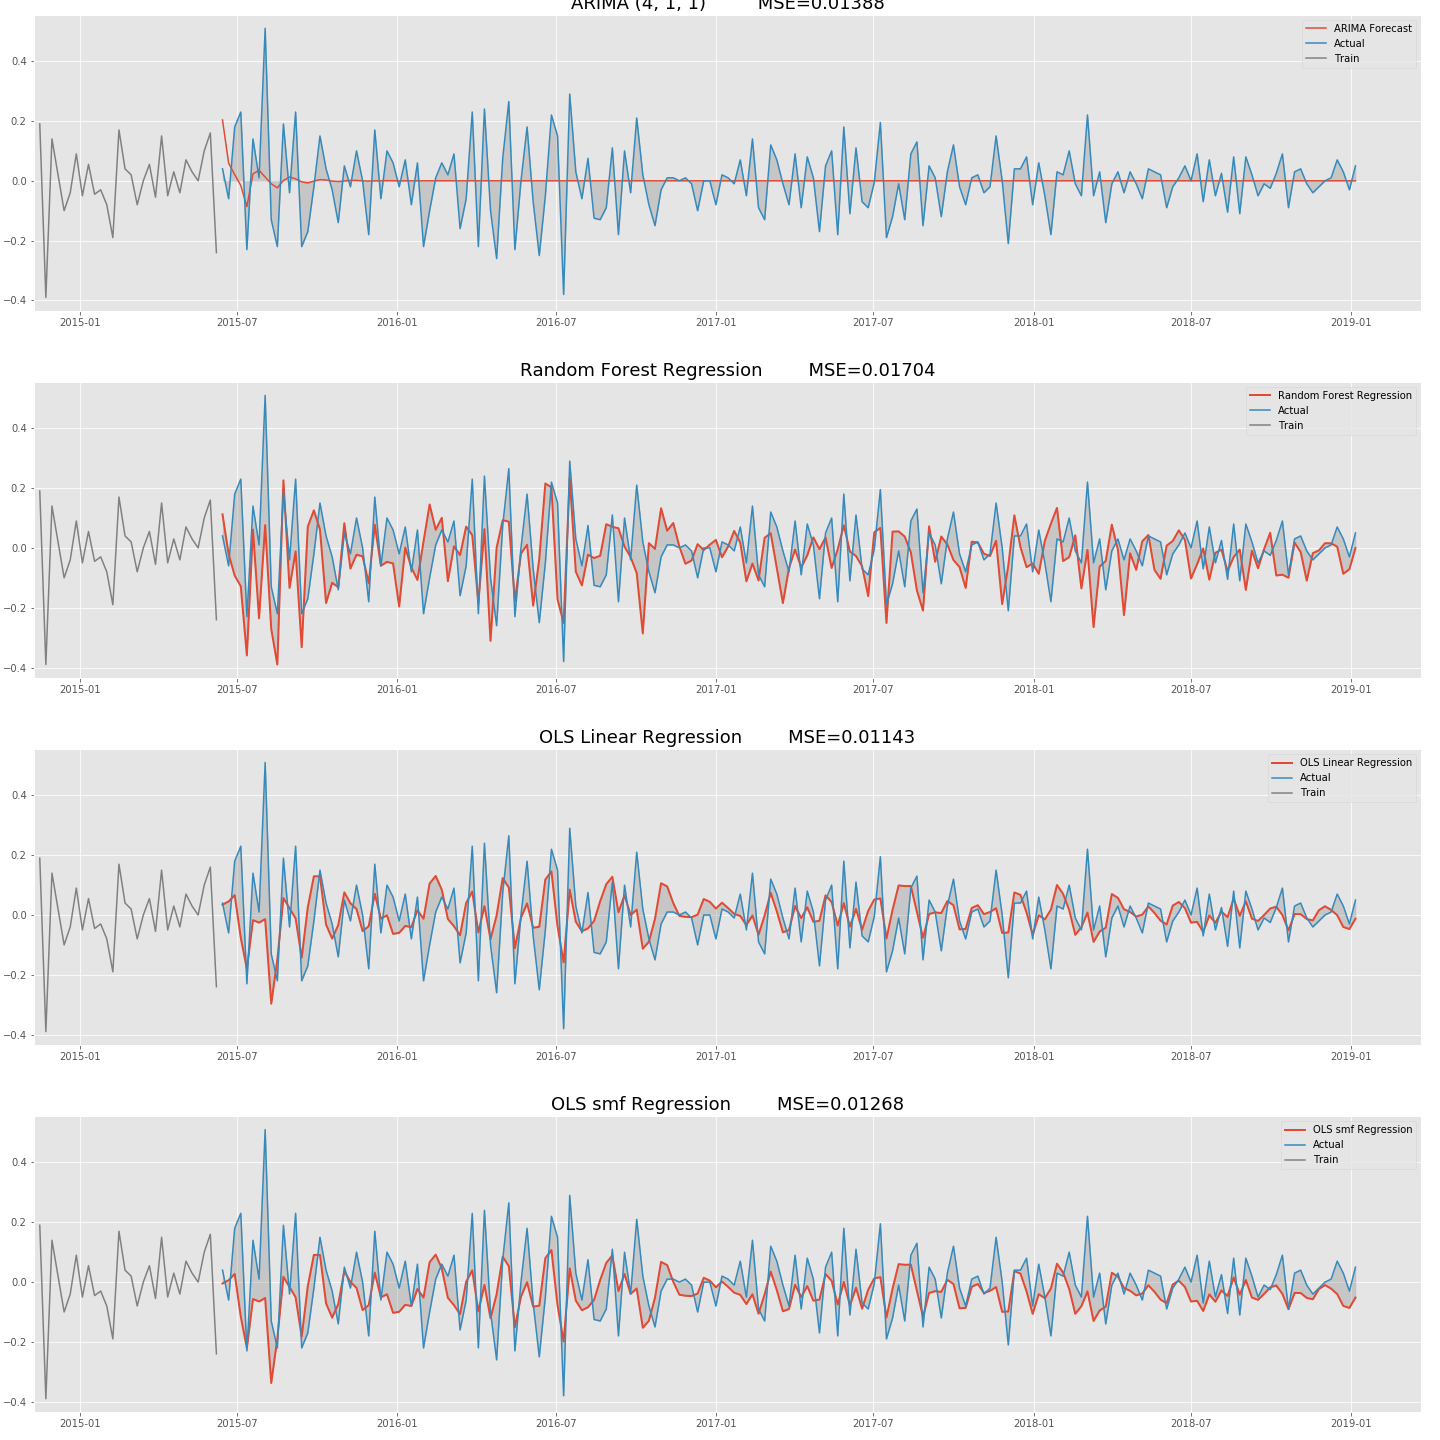 ARIMA (4, 1, 1) MSE=0.01388
ARIMA Forecast
Actual
Train
0.4
0.2
0.0
−0.2
−0.4
2015-01 2015-07 2016-01 2016-07 2017-01 2017-07 2018-01 2018-07 2019-01
Random Forest Regression MSE=0.01704
Random Forest Regression
Actual
Train
0.4
0.2
0.0
−0.2
−0.4
2015-01 2015-07 2016-01 2016-07 2017-01 2017-07 2018-01 2018-07 2019-01
OLS Linear Regression MSE=0.01143
OLS Linear Regression
Actual
Train
0.4
0.2
0.0
−0.2
−0.4
2015-01 2015-07 2016-01 2016-07 2017-01 2017-07 2018-01 2018-07 2019-01
OLS smf Regression MSE=0.01268
OLS smf Regression
Actual
Train
0.4
0.2
0.0
−0.2
−0.4
2015-01 2015-07 2016-01 2016-07 2017-01 2017-07 2018-01 2018-07 2019-01